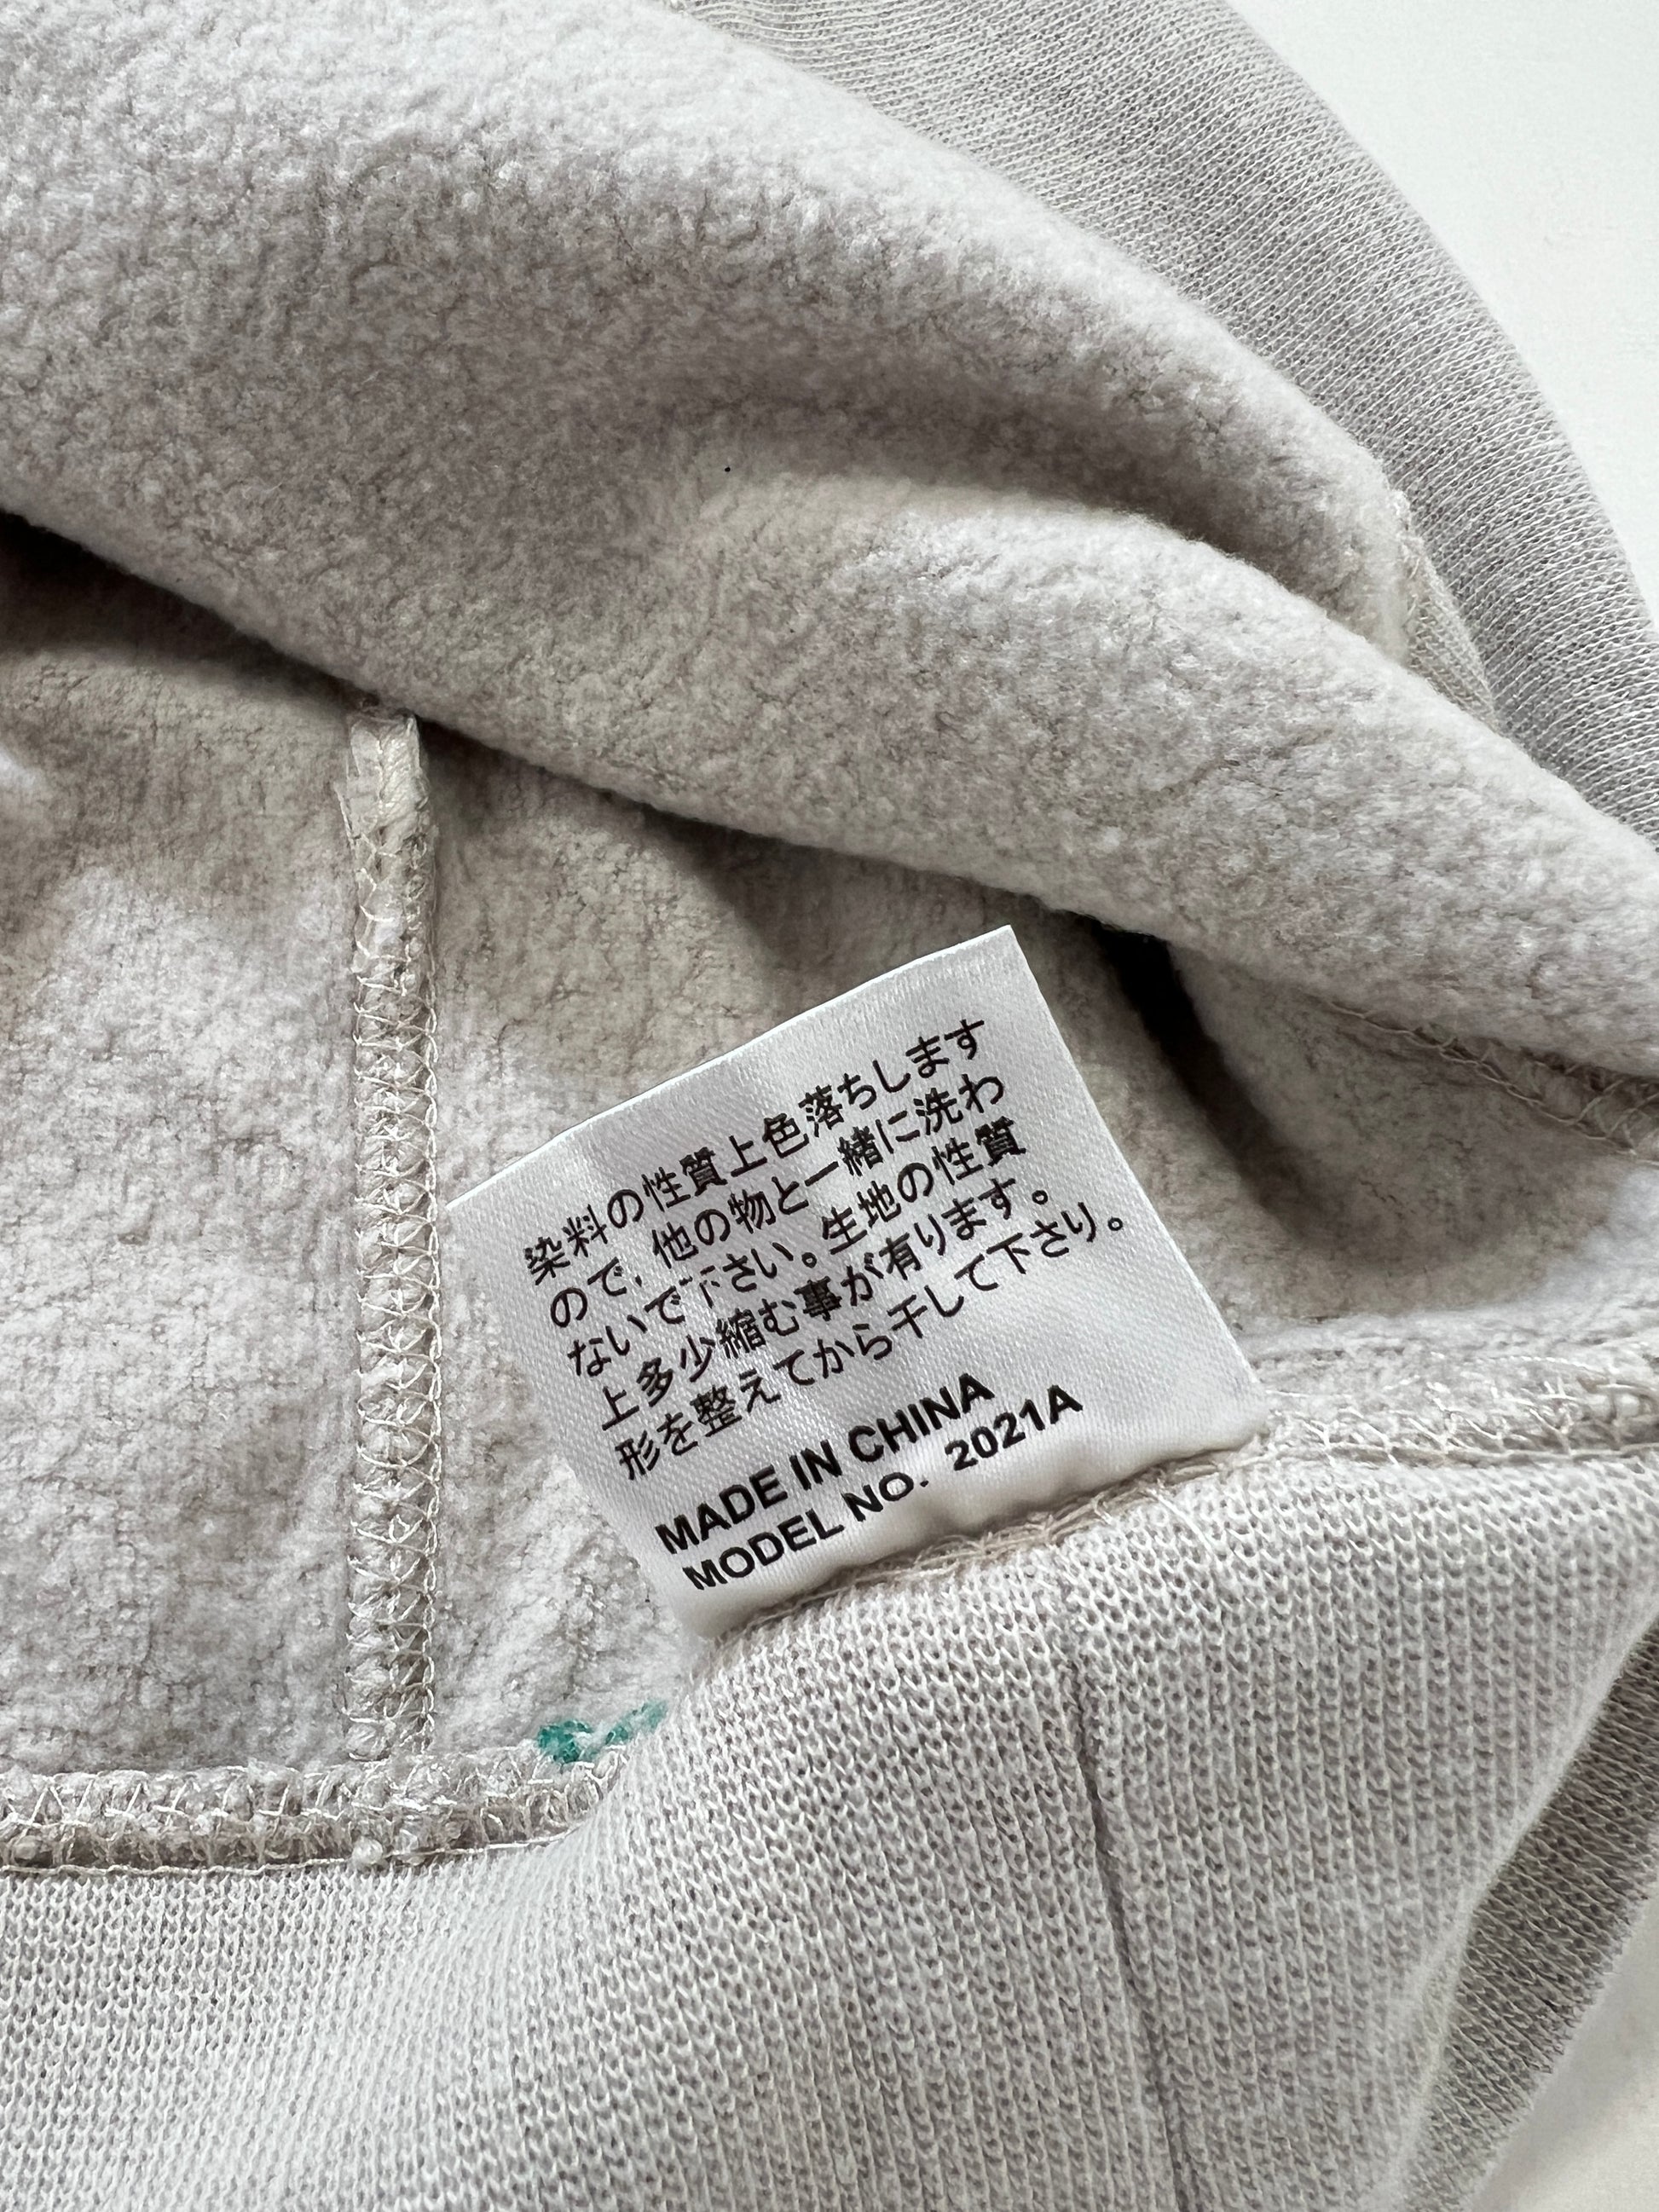 染料の性質上色落ちします
ので,他の物と一緒に洗わ
ないで下さい。生地の性質
上多少縮む事が有ります。
形を整えてから干して下さり。
MADE IN CHINA
MODEL NO. 2021A